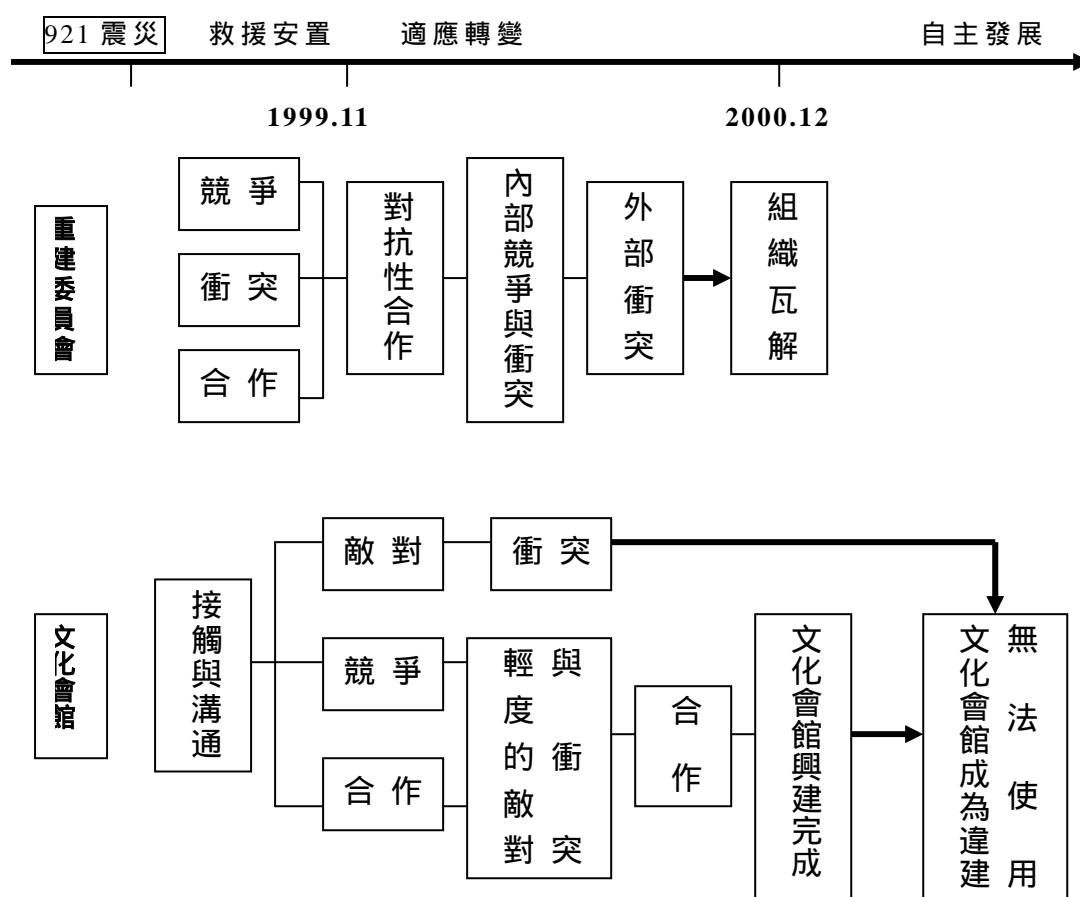 921 震災 救援安置 適應轉變 自主發展
1999.11 2000.12
重建委員會
競爭
衝突
合作
對抗性合作
內部競爭與衝突
外部衝突
組織瓦解
文化會館
接觸與溝通
敵對
衝突
競爭
合作
輕度的敵對
與衝突
合作
文化會館興建完成
文化會館成為違建
無法使用